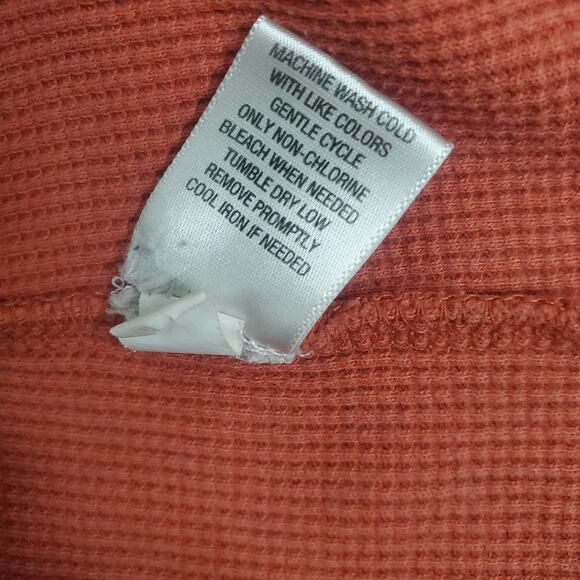 MACHINE WASH COLD
WITH LIKE COLORS
GENTLE CYCLE
ONLY NON-CHLORINE
BLEACH WHEN NEEDED
TUMBLE DRY LOW
REMOVE PROMPTLY
COOL IRON IF NEEDED